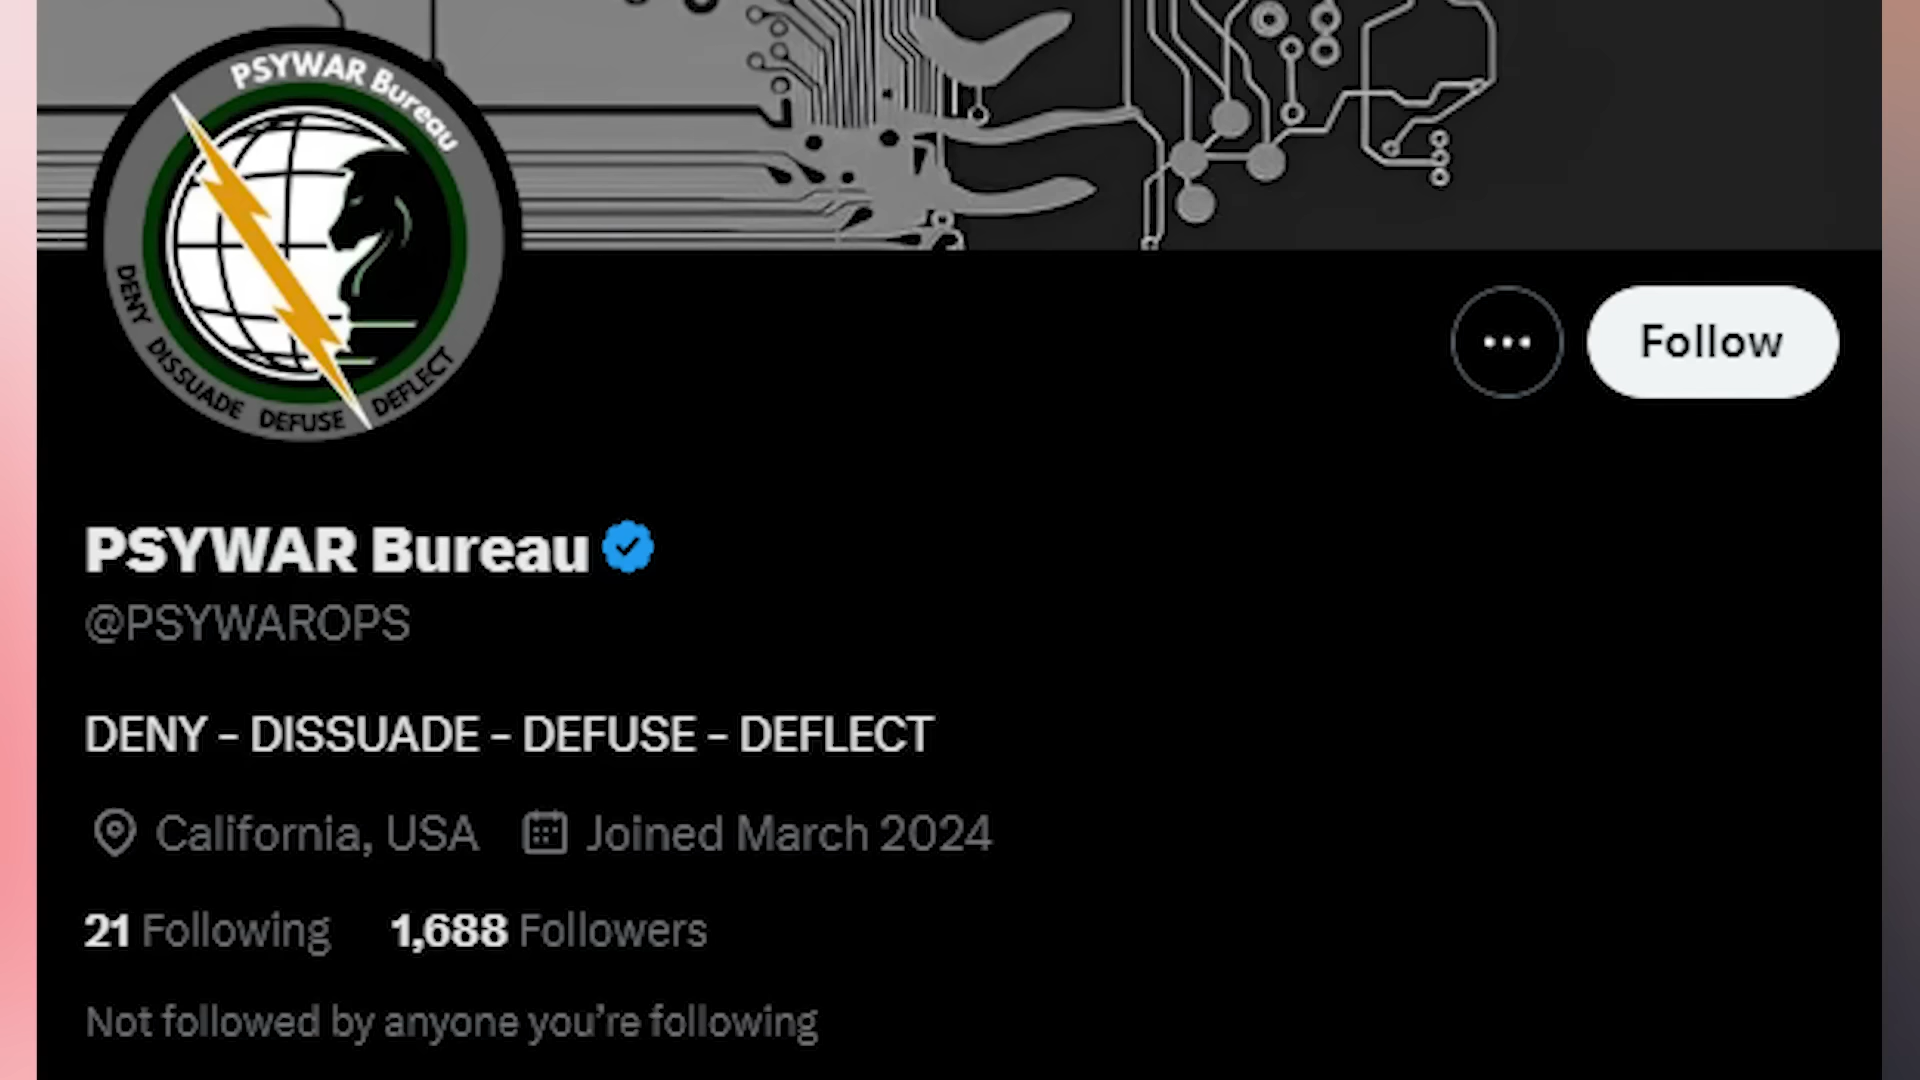 PSYWAR Bureau
DENY DISSUADE DEFUSE DEFLECT
Follow
PSYWAR Bureau
@PSYWAROPS
DENY - DISSUADE - DEFUSE - DEFLECT
California, USA Joined March 2024
21 Following 1,688 Followers
Not followed by anyone you’re following